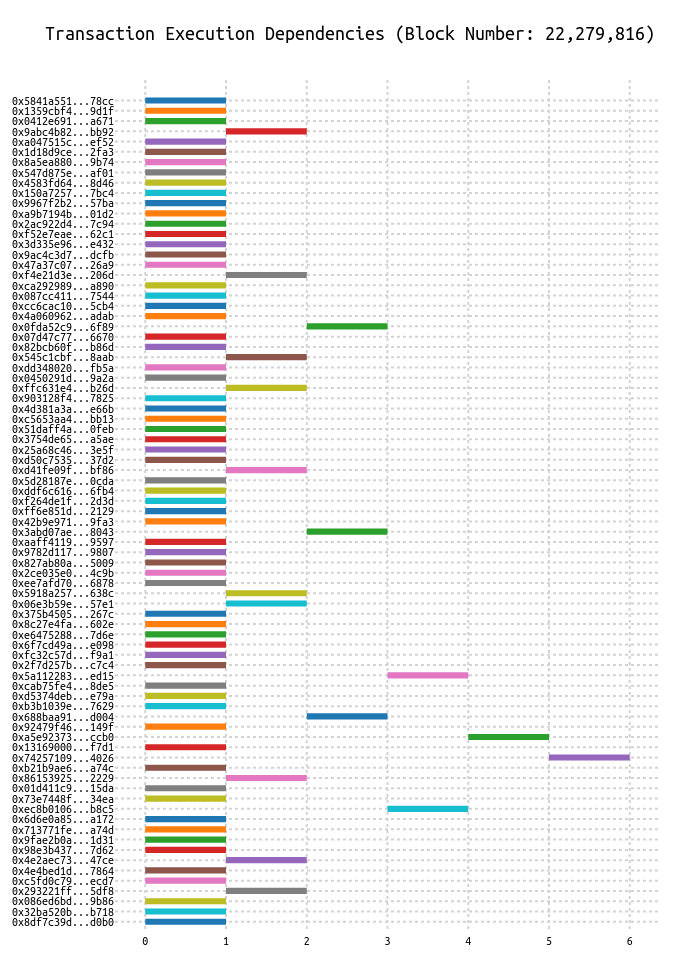 Transaction Execution Dependencies (Block Number: 22,279,816)
0x5841a551...78cc
0x1359cbf4...9d1f
0x0412e691...a671
0x9abc4b82...bb92
0xa047515c...ef52
0x1d18d9ce...2fa3
0x8a5ea880...9b74
0x547d875e...af01
0x4583fd64...8d46
0x150a7257...7bc4
0x9967f2b2...57ba
0xa9b7194b...01d2
0x2ac922d4...7c94
0xf52e7eae...62c1
0x3d335e96...e432
0x9ac4c3d7...dcfb
0x47a37c07...26a9
0xf4e21d3e...206d
0xca292989...a890
0x087cc411...7544
0xcc6cac10...5cb4
0x4a060962...adab
0x0fda52c9...6f89
0x07d47c77...6670
0x82bcb60f...b86d
0x545c1cbf...8aab
0xdd348020...fb5a
0x0450291d...9a2a
0xffc631e4...b26d
0x903128f4...7825
0x4d381a3a...e66b
0xc5653aa4...bb13
0x51daff4a...0feb
0x3754de65...a5ae
0x25a68c46...3e5f
0xd50c7535...37d2
0xd41fe09f...bf86
0x5d28187e...0cda
0xddf6c616...6fb4
0xf264de1f...2d3d
0xff6e851d...2129
0x42b9e971...9fa3
0x3abd07ae...8043
0xaaff4119...9597
0x9782d117...9807
0x827ab80a...5009
0x2ce035e0...4c9b
0xee7afd70...6878
0x5918a257...638c
0x06e3b59e...57e1
0x375b4505...267c
0x8c27e4fa...602e
0xe6475288...7d6e
0x6f7cd49a...e098
0xfc32c57d...f9a1
0x2f7d257b...c7c4
0x5a112283...ed15
0xcab75fe4...8de5
0xd5374deb...e79a
0xb3b1039e...7629
0x688baa91...d004
0x92479f46...149f
0xa5e92373...ccb0
0x13169000...f7d1
0x74257109...4026
0xb21b9ae6...a74c
0x86153925...2229
0x01d411c9...15da
0x73e7448f...34ea
0xec8b0106...b8c5
0x6d6e0a85...a172
0x713771fe...a74d
0x9fae2b0a...1d31
0x98e3b437...7d62
0x4e2aec73...47ce
0x4e4bed1d...7864
0xc5fd0c79...ecd7
0x293221ff...5df8
0x086ed6bd...9b86
0x32ba520b...b718
0x8df7c39d...d0b0
0 1 2 3 4 5 6